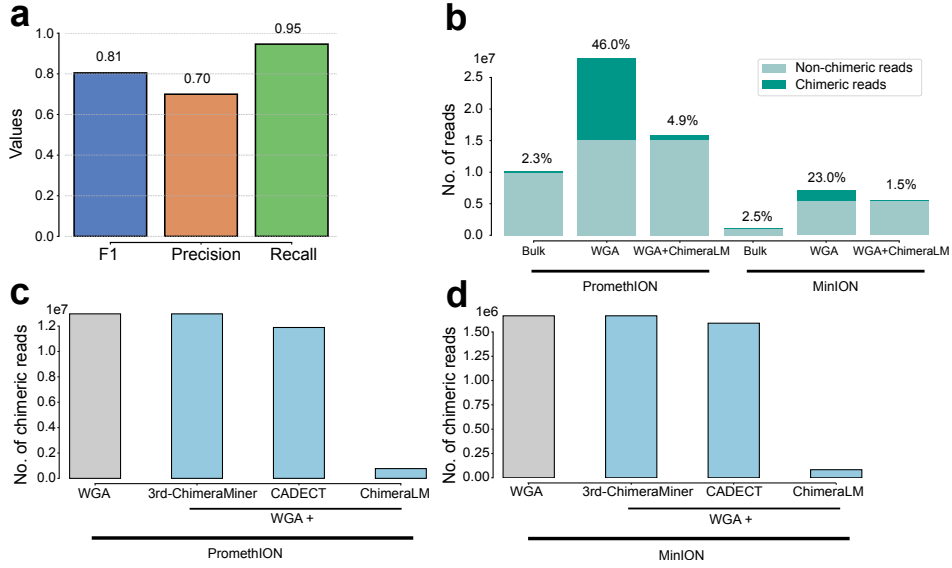 a
Values
1.0
0.8
0.6
0.4
0.2
0.0
0.81
0.70
0.95
F1
Precision
Recall
b
1e7
No. of reads
2.5
2.0
1.5
1.0
0.5
0.0
Non-chimeric reads
Chimeric reads
2.3%
46.0%
4.9%
2.5%
23.0%
1.5%
Bulk
WGA
WGA+ChimeraLM
Bulk
WGA
WGA+ChimeraLM
PromethION
MinION
c
1e7
No. of chimeric reads
1.2
1.0
0.8
0.6
0.4
0.2
0.0
WGA
3rd-ChimeraMiner
CADECT
ChimeraLM
WGA +
PromethION
d
1e6
No. of chimeric reads
1.50
1.25
1.00
0.75
0.50
0.25
0.00
WGA
3rd-ChimeraMiner
CADECT
ChimeraLM
WGA +
MinION